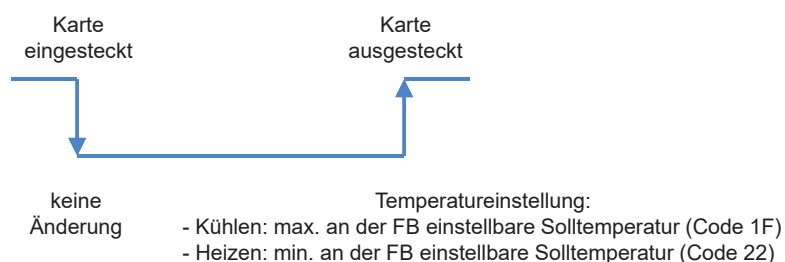 Karte
eingesteckt
Karte
ausgesteckt
keine
Änderung
Temperatureinstellung:
- Kühlen: max. an der FB einstellbare Solltemperatur (Code 1F)
- Heizen: min. an der FB einstellbare Solltemperatur (Code 22)